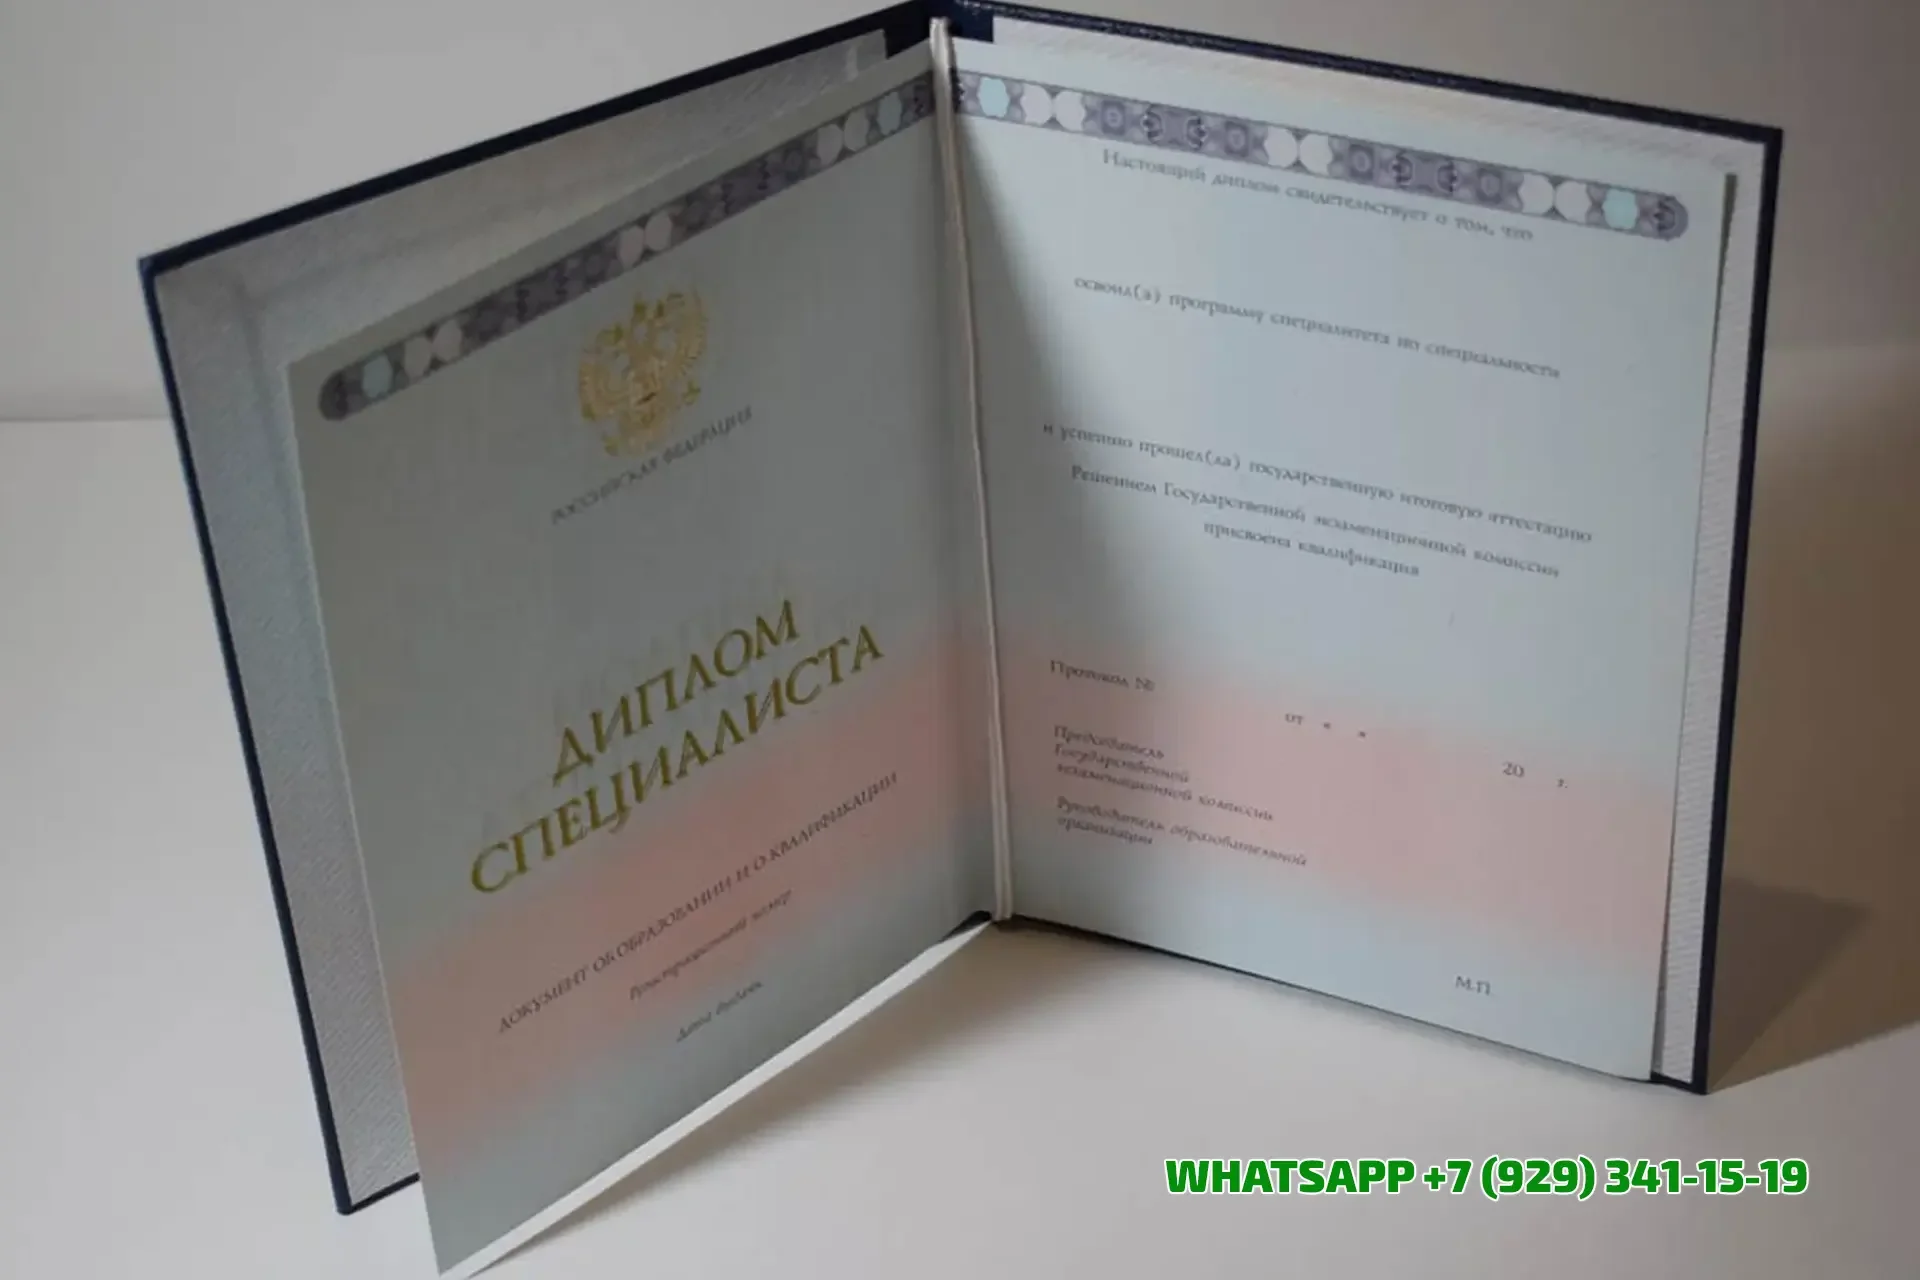 РОССИЙСКАЯ ФЕДЕРАЦИЯ
ДИПЛОМ
СПЕЦИАЛИСТА
ДОКУМЕНТ ОБ ОБРАЗОВАНИИ И О КВАЛИФИКАЦИИ
Регистрационный номер
Дата выдачи
Настоящий диплом свидетельствует о том, что
освоил(а) программу специалитета по специальности
и успешно прошел(ла) государственную итоговую аттестацию
Решением Государственной экзаменационной комиссии
присвоена квалификация
Протокол №
от « »
20 г.
Председатель
Государственной
экзаменационной комиссии
Руководитель образовательной
организации
М.П.
WHATSAPP +7 (929) 341-15-19